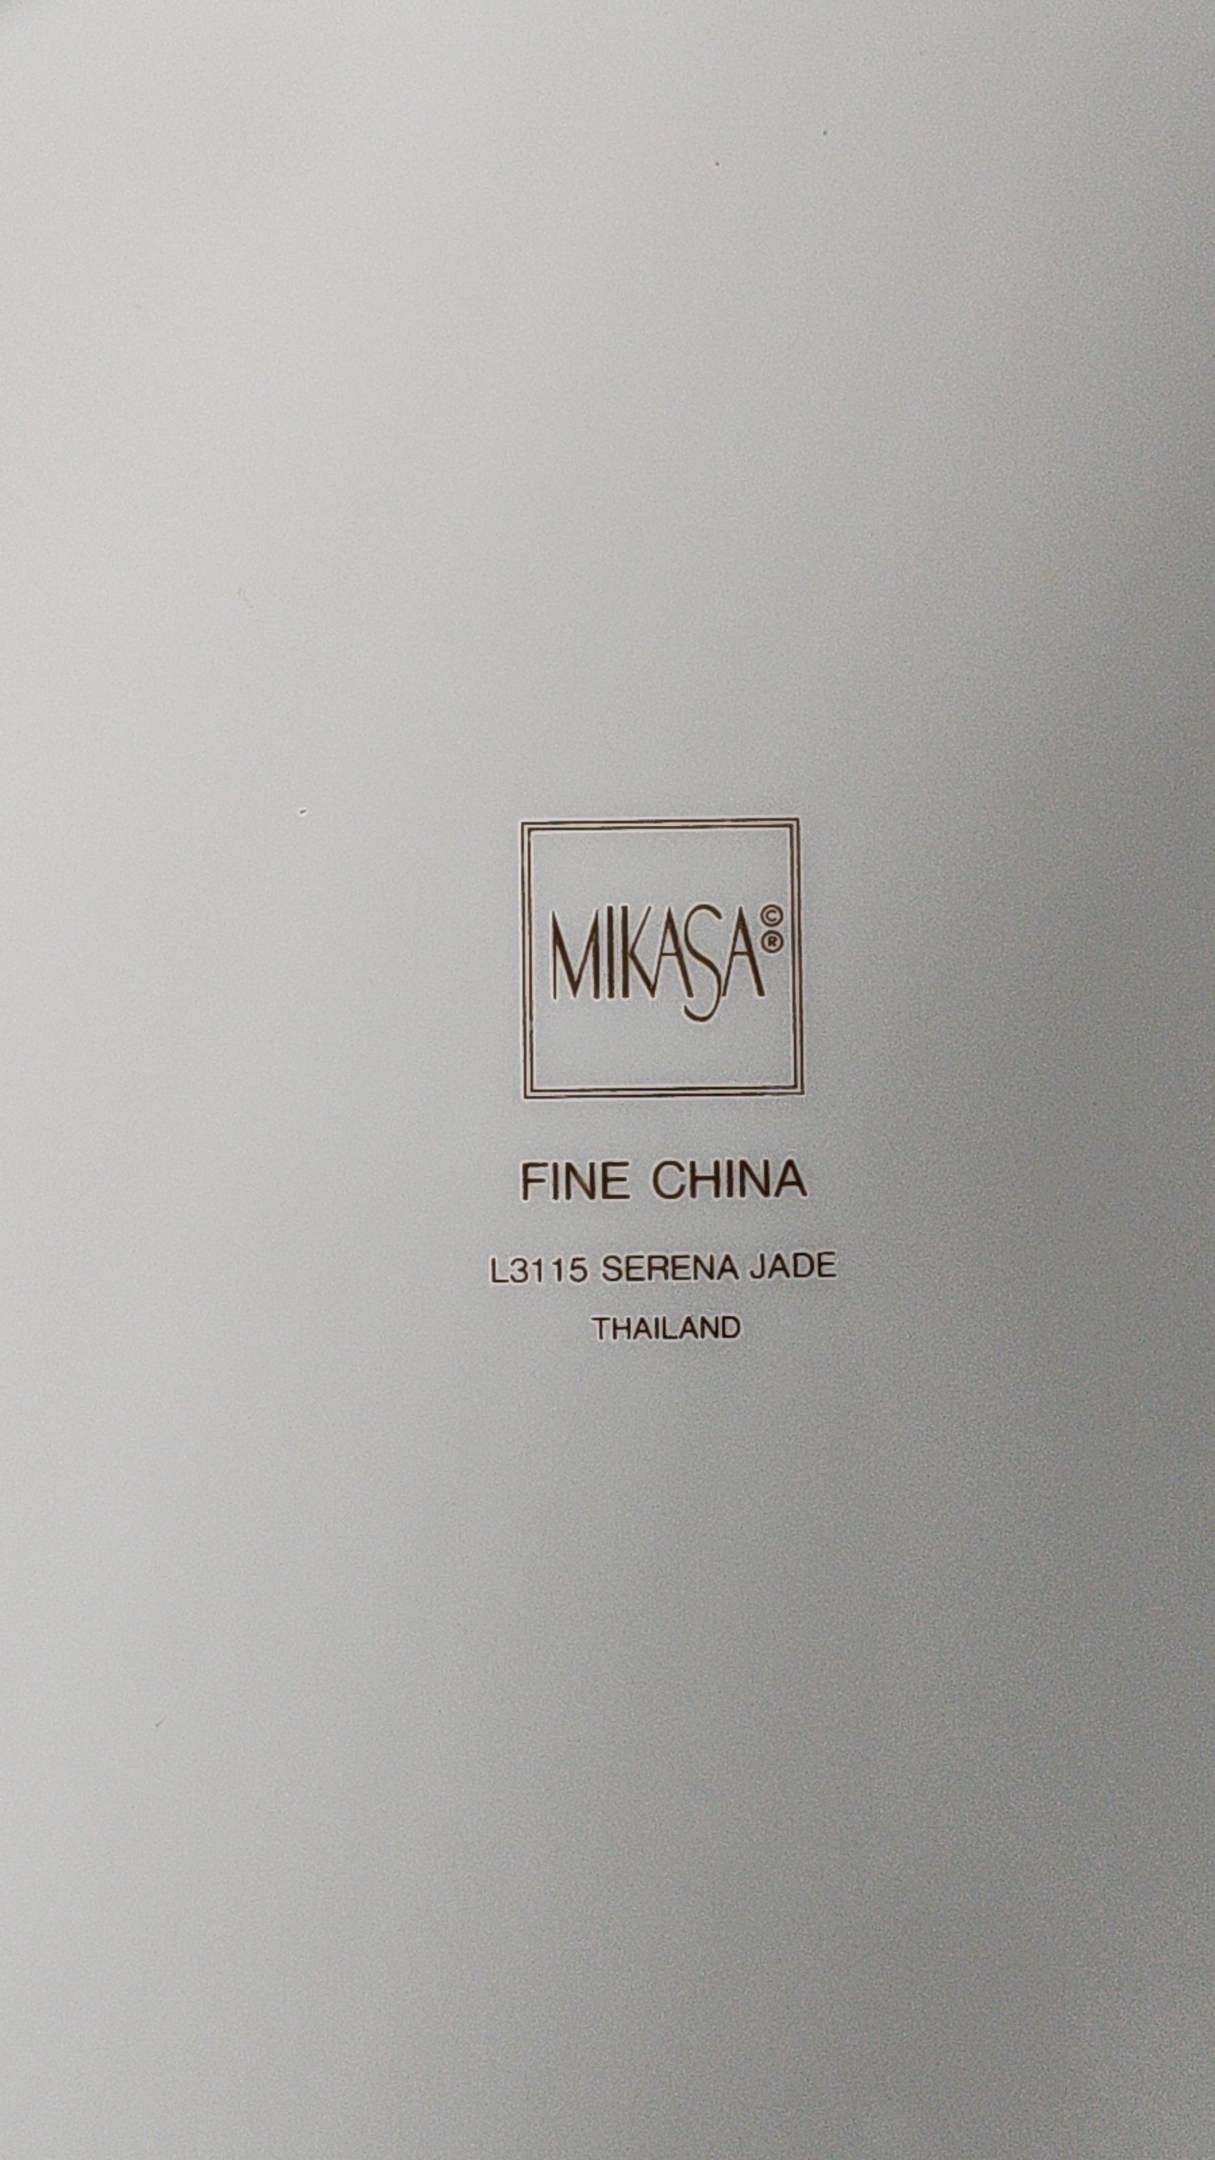 MIKASA©®
FINE CHINA
L3115 SERENA JADE
THAILAND